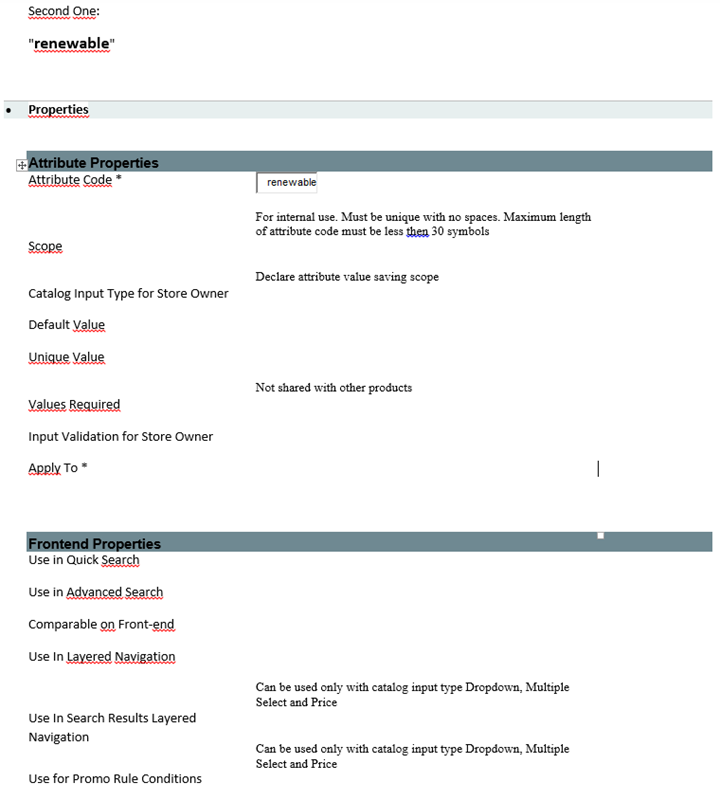 Second One:
"renewable"
Properties
Attribute Properties
Attribute Code *
renewable
For internal use. Must be unique with no spaces. Maximum length
of attribute code must be less then 30 symbols
Scope
Declare attribute value saving scope
Catalog Input Type for Store Owner
Default Value
Unique Value
Not shared with other products
Values Required
Input Validation for Store Owner
Apply To *
Frontend Properties
Use in Quick Search
Use in Advanced Search
Comparable on Front-end
Use In Layered Navigation
Can be used only with catalog input type Dropdown, Multiple
Select and Price
Use In Search Results Layered
Navigation
Can be used only with catalog input type Dropdown, Multiple
Select and Price
Use for Promo Rule Conditions